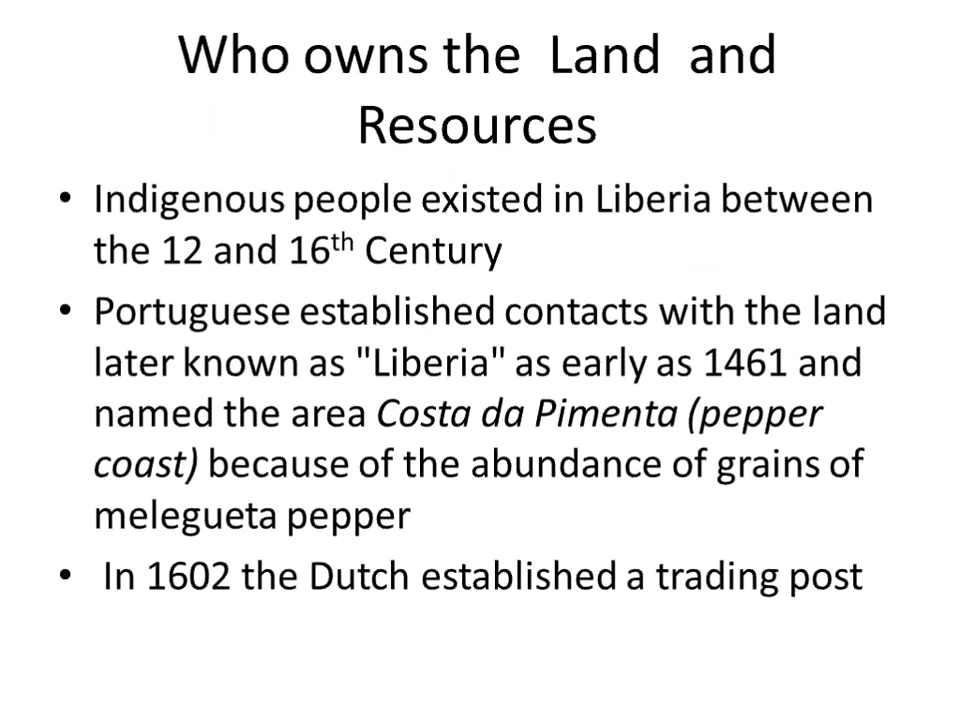 Who owns the Land and
Resources
• Indigenous people existed in Liberia between
the 12 and 16th Century
• Portuguese established contacts with the land
later known as "Liberia" as early as 1461 and
named the area Costa da Pimenta (pepper
coast) because of the abundance of grains of
melegueta pepper
• In 1602 the Dutch established a trading post